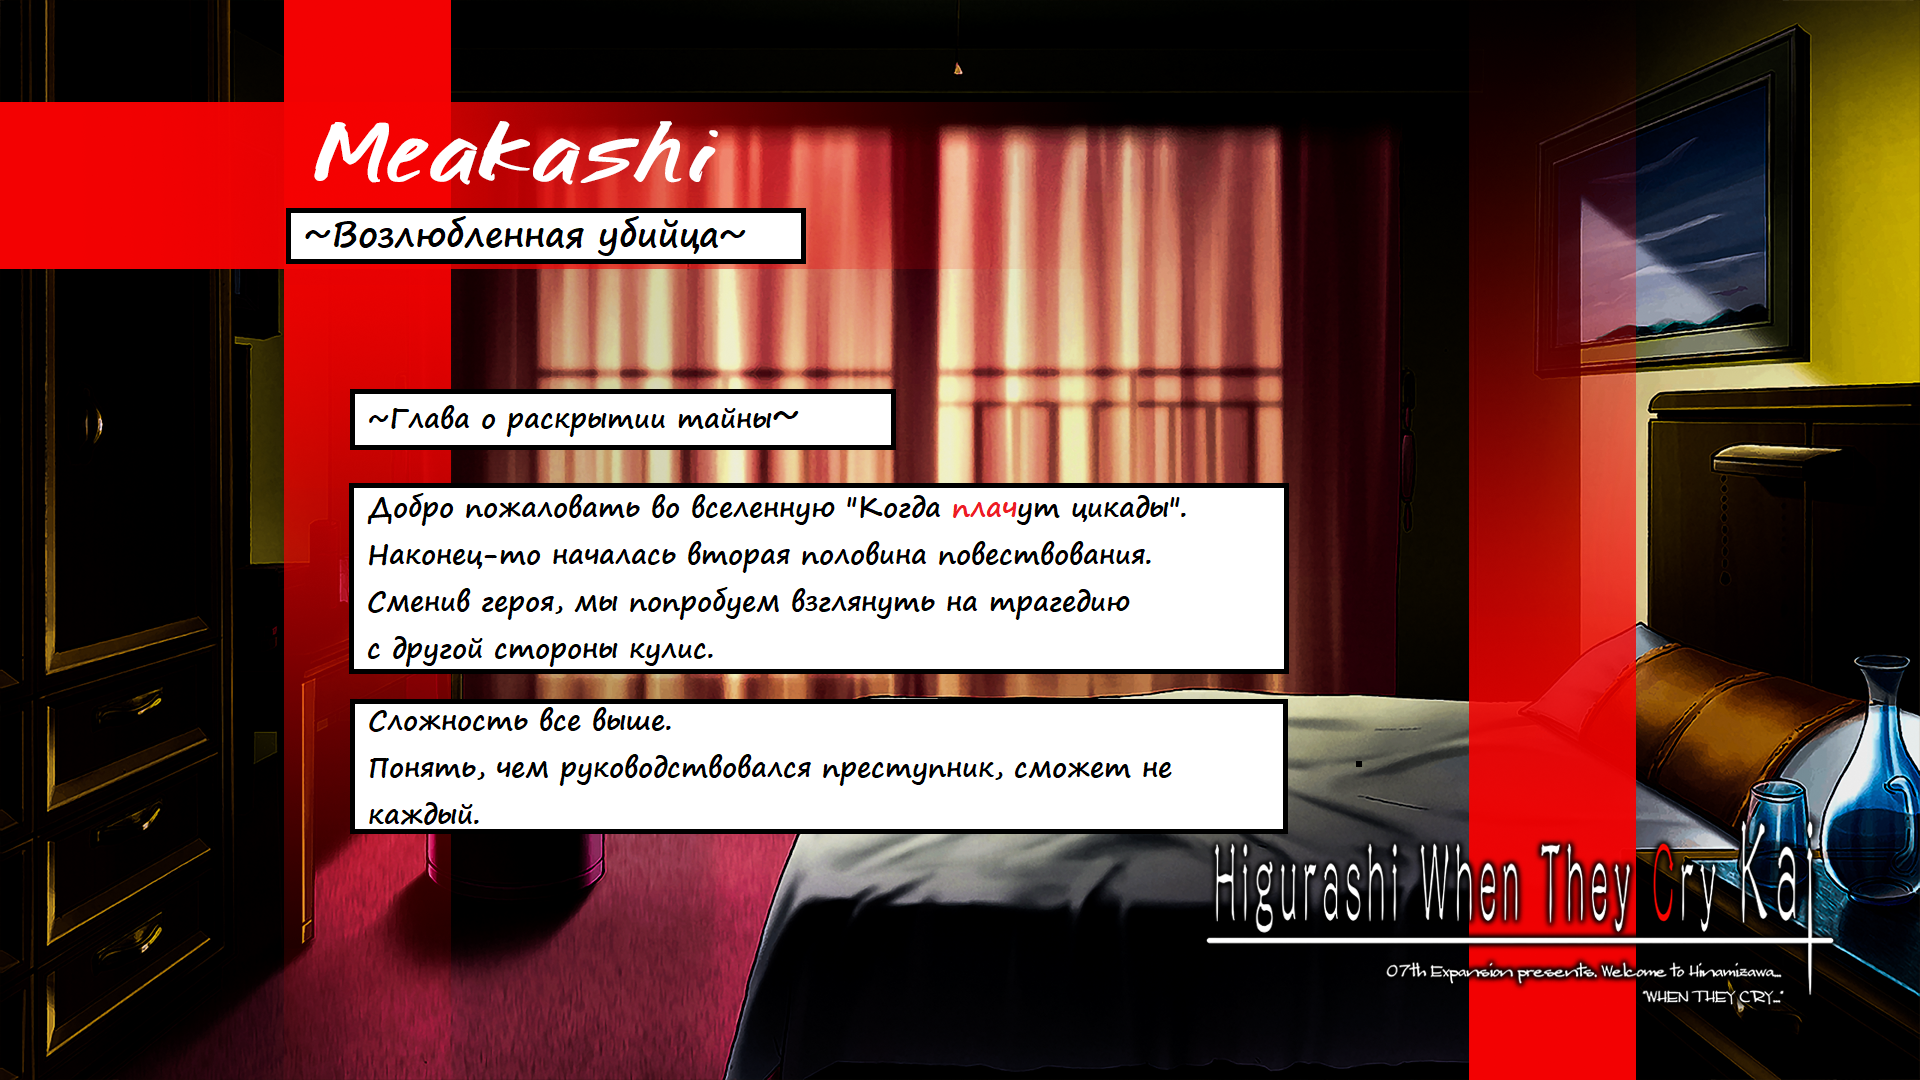 Meakashi
~Возлюбленная убийца~
~Глава о раскрытии тайны~
Добро пожаловать во вселенную "Когда плачут цикады".
Наконец-то началась вторая половина повествования.
Сменив героя, мы попробуем взглянуть на трагедию
с другой стороны кулис.
Сложность все выше.
Понять, чем руководствовался преступник, сможет не
каждый.
Higurashi When They Cry Kai
07th Expansion presents. Welcome to Hinamizawa...
"WHEN THEY CRY..."